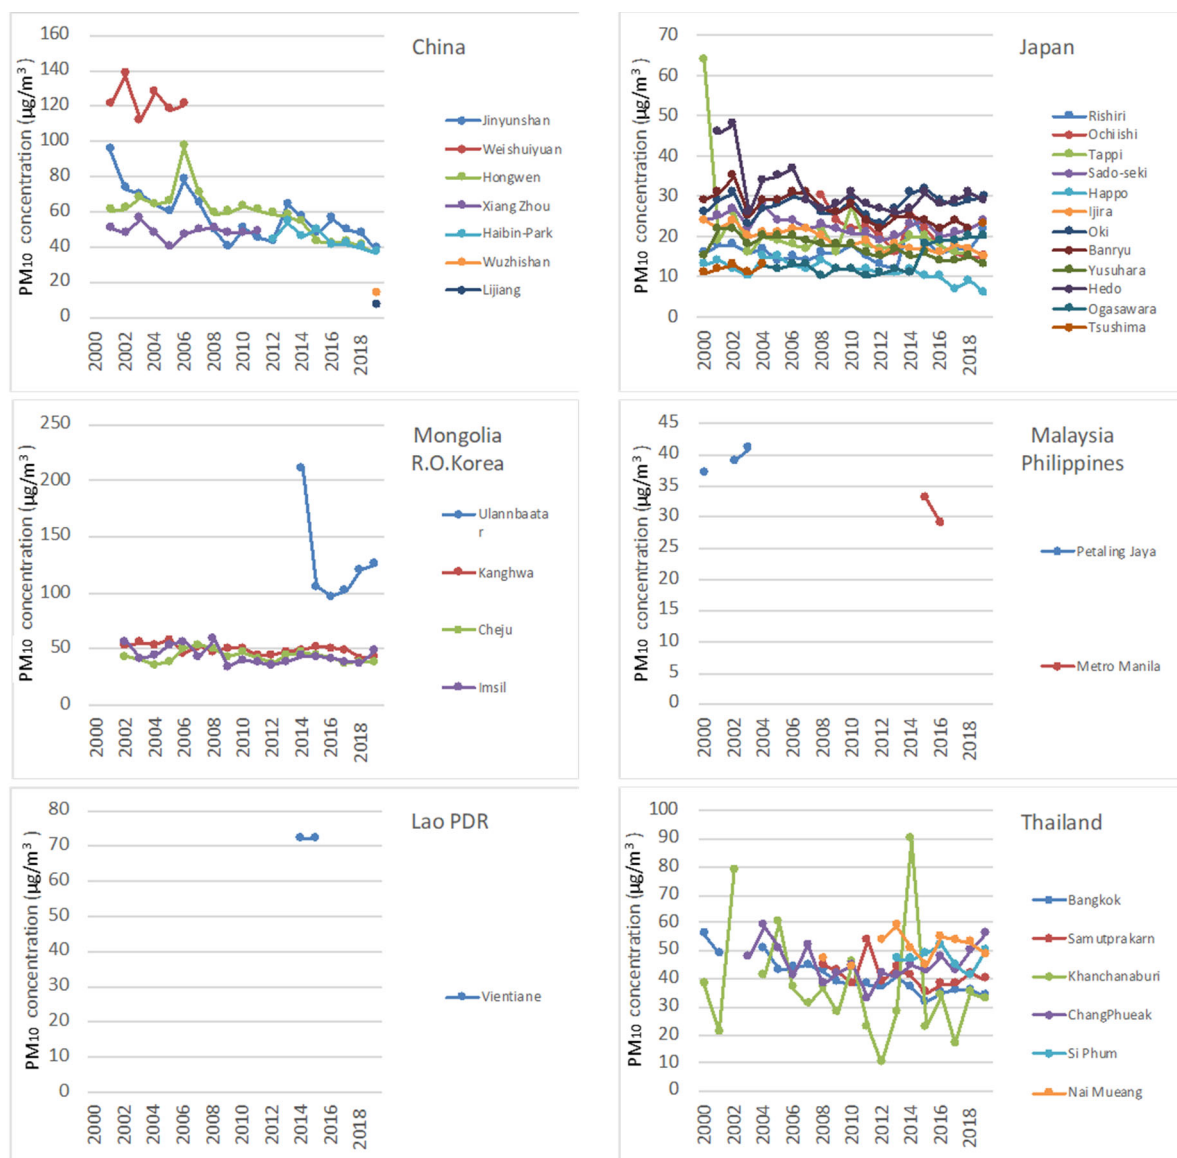 China
PM10 concentration (µg/m³)
160
140
120
100
80
60
40
20
0
2000
2002
2004
2006
2008
2010
2012
2014
2016
2018
Jinyunshan
Weishuiyuan
Hongwen
Xiang Zhou
Haibin-Park
Wuzhishan
Lijiang
Japan
PM10 concentration (µg/m³)
70
60
50
40
30
20
10
0
2000
2002
2004
2006
2008
2010
2012
2014
2016
2018
Rishiri
Ochiishi
Tappi
Sado-seki
Happo
Ijira
Oki
Banryu
Yusuhara
Hedo
Ogasawara
Tsushima
Mongolia
R.O.Korea
PM10 concentration (µg/m³)
250
200
150
100
50
0
2000
2002
2004
2006
2008
2010
2012
2014
2016
2018
Ulannbaata
r
Kanghwa
Cheju
Imsil
Malaysia
Philippines
PM10 concentration (µg/m³)
45
40
35
30
25
20
15
10
5
0
2000
2002
2004
2006
2008
2010
2012
2014
2016
2018
Petaling Jaya
Metro Manila
Lao PDR
PM10 concentration (µg/m³)
80
70
60
50
40
30
20
10
0
2000
2002
2004
2006
2008
2010
2012
2014
2016
2018
Vientiane
Thailand
PM10 concentration (µg/m³)
100
90
80
70
60
50
40
30
20
10
0
2000
2002
2004
2006
2008
2010
2012
2014
2016
2018
Bangkok
Samutprakarn
Khanchanaburi
ChangPhueak
Si Phum
Nai Mueang